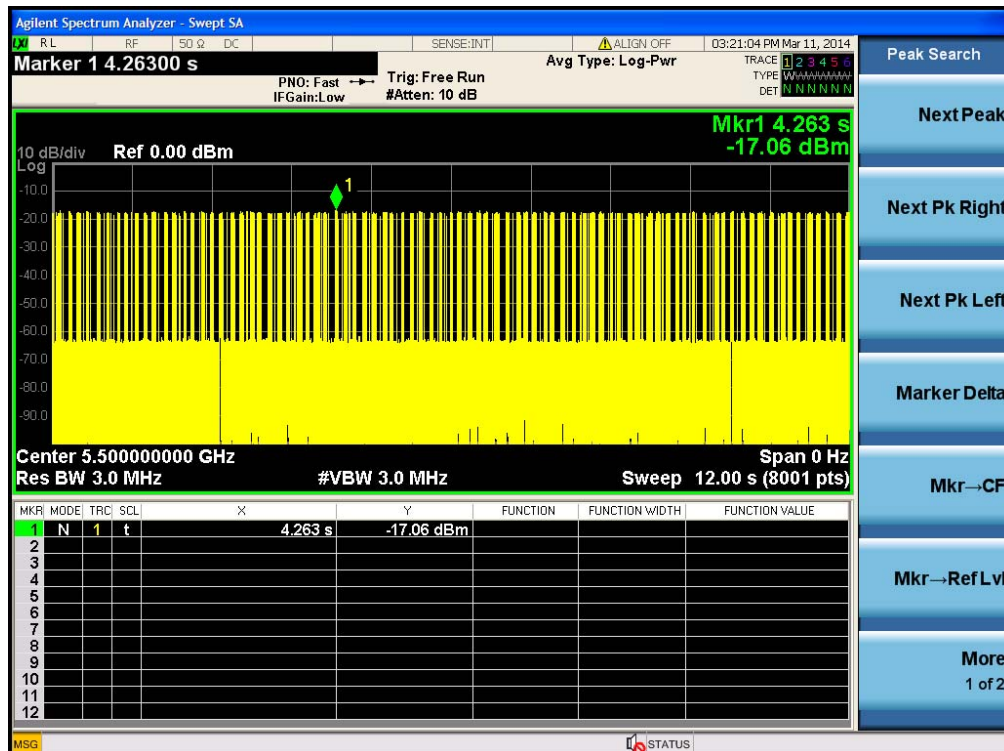 Agilent Spectrum Analyzer - Swept SA
LXI RL RF 50 Ω DC SENSE:INT ALIGN OFF 03:21:04 PM Mar 11, 2014
Marker 1 4.26300 s
PNO: Fast
IFGain:Low
Trig: Free Run
#Atten: 10 dB
Avg Type: Log-Pwr
TRACE 1 2 3 4 5 6
TYPE W
DET N N N N N N
Mkr1 4.263 s
-17.06 dBm
10 dB/div Ref 0.00 dBm
Log
1
-10.0
-20.0
-30.0
-40.0
-50.0
-60.0
-70.0
-80.0
-90.0
Center 5.500000000 GHz Span 0 Hz
Res BW 3.0 MHz #VBW 3.0 MHz Sweep 12.00 s (8001 pts)
MKR MODE TRC SCL X Y FUNCTION FUNCTION WIDTH FUNCTION VALUE
1 N 1 t 4.263 s -17.06 dBm
2
3
4
5
6
7
8
9
10
11
12
MSG STATUS
Peak Search
Next Peak
Next Pk Right
Next Pk Left
Marker Delta
Mkr→CF
Mkr→Ref Lvl
More
1 of 2